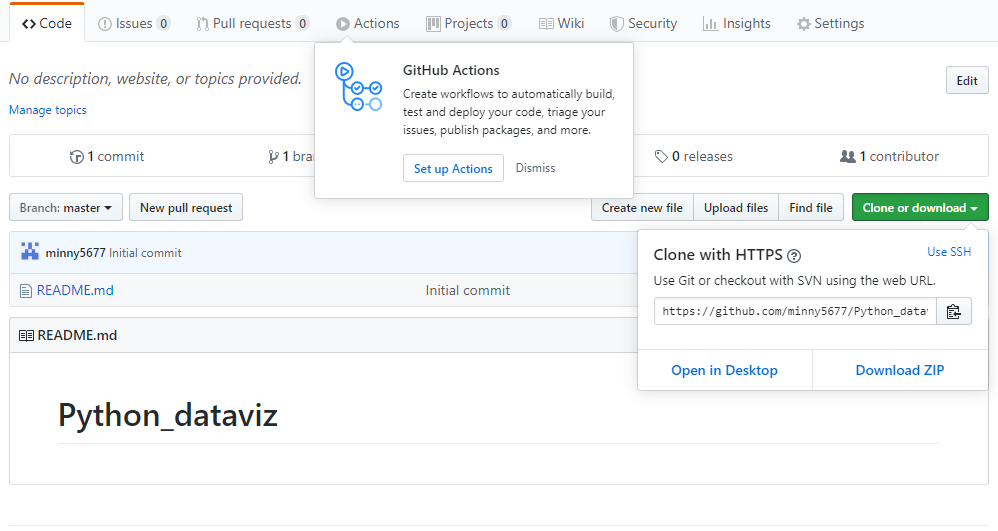 Code Issues 0 Pull requests 0 Actions Projects 0 Wiki Security Insights Settings
GitHub Actions
Create workflows to automatically build,
test and deploy your code, triage your
issues, publish packages, and more.
Set up Actions Dismiss
No description, website, or topics provided.
Edit
Manage topics
1 commit 1 bra 0 releases 1 contributor
Branch: master New pull request Create new file Upload files Find file Clone or download
minny5677 Initial commit
README.md Initial commit
Clone with HTTPS Use SSH
Use Git or checkout with SVN using the web URL.
https://github.com/minny5677/Python_datav
Open in Desktop Download ZIP
README.md
Python_dataviz